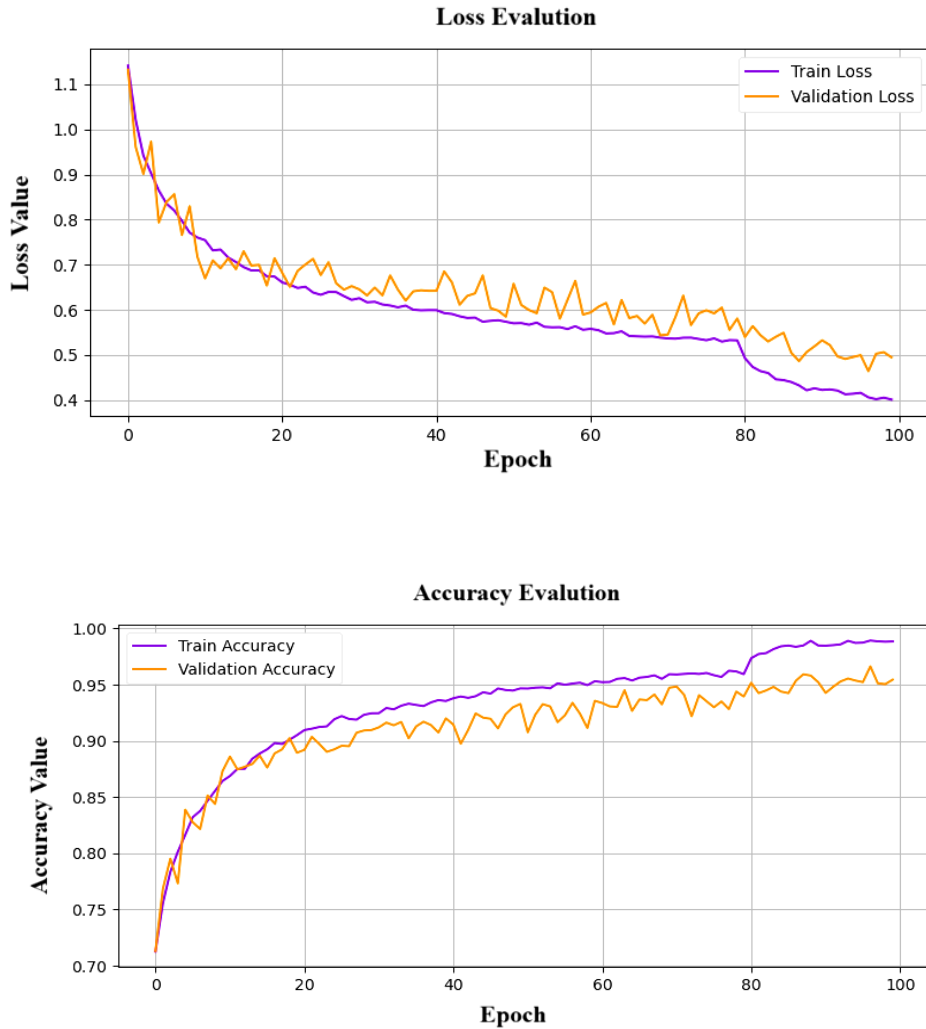 Loss Evalution
Train Loss
Validation Loss
1.1
1.0
0.9
0.8
0.7
0.6
0.5
0.4
Loss Value
0 20 40 60 80 100
Epoch
Accuracy Evalution
Train Accuracy
Validation Accuracy
1.00
0.95
0.90
0.85
0.80
0.75
0.70
Accuracy Value
0 20 40 60 80 100
Epoch